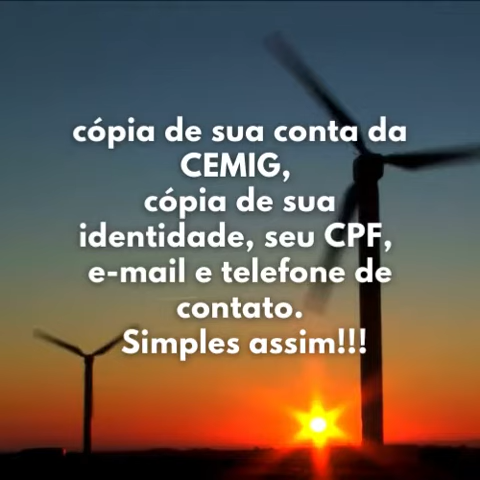 cópia de sua conta da
CEMIG,
cópia de sua
identidade, seu CPF,
e-mail e telefone de
contato.
Simples assim!!!